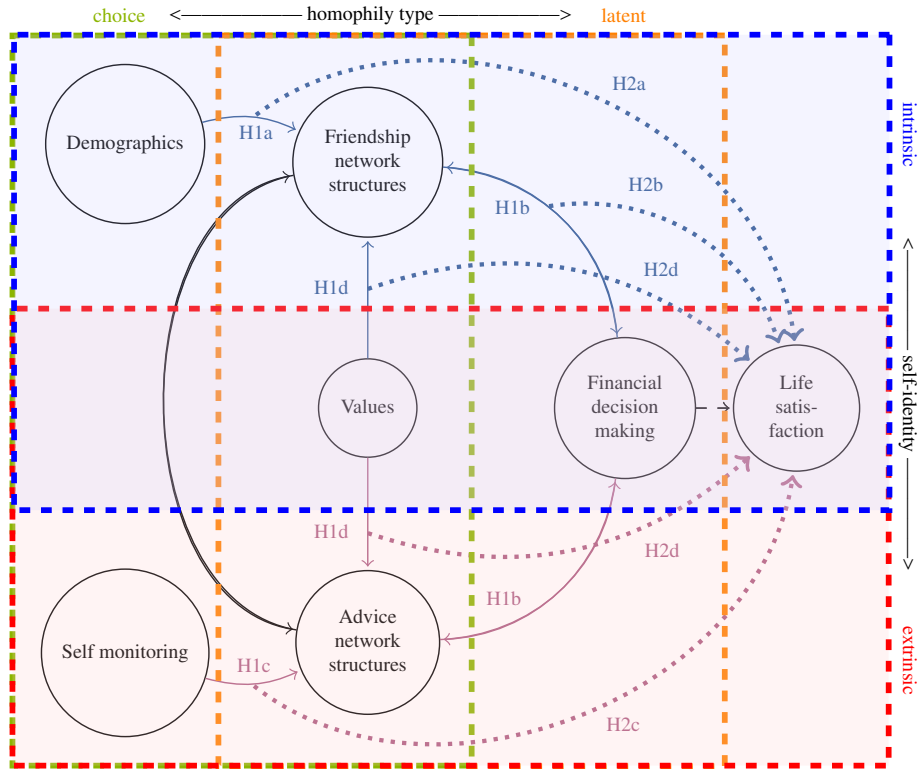 choice
homophily type
latent
H2a
intrinsic
H1a
Demographics
Friendship
network
structures
H2b
H1b
H2d
H1d
self-identity
Values
Financial
decision
making
Life
satis-
faction
H1d
H2d
H1b
Advice
network
structures
Self monitoring
H1c
extrinsic
H2c